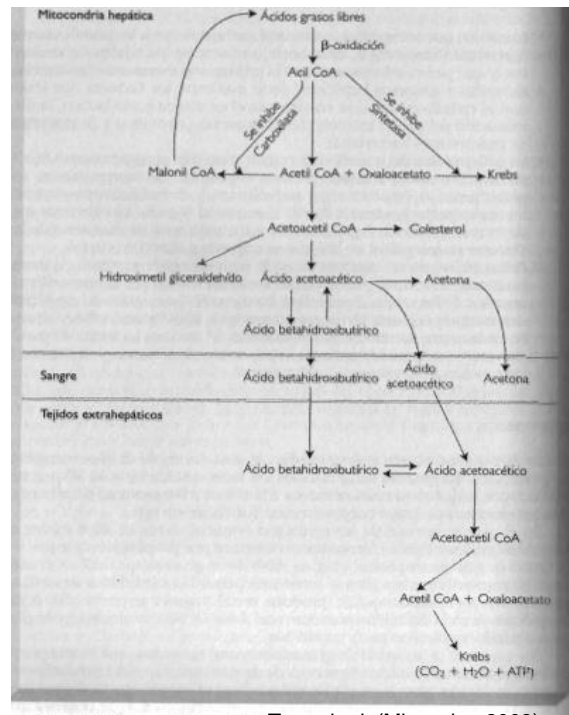 Mitocondria hepática
Ácidos grasos libres
β-oxidación
Acil CoA
Se inhibe
Carboxilasa
Se inhibe
Sintetasa
Malonil CoA
Acetil CoA + Oxaloacetato
Krebs
Acetoacetil CoA
Colesterol
Hidroximetil gliceraldehído
Ácido acetoacético
Acetona
Ácido betahidroxibutírico
Sangre
Ácido betahidroxibutírico
Ácido
acetoacético
Acetona
Tejidos extrahepáticos
Ácido betahidroxibutírico
Ácido acetoacético
Acetoacetil CoA
Acetil CoA + Oxaloacetato
Krebs
(CO₂ + H₂O + ATP)